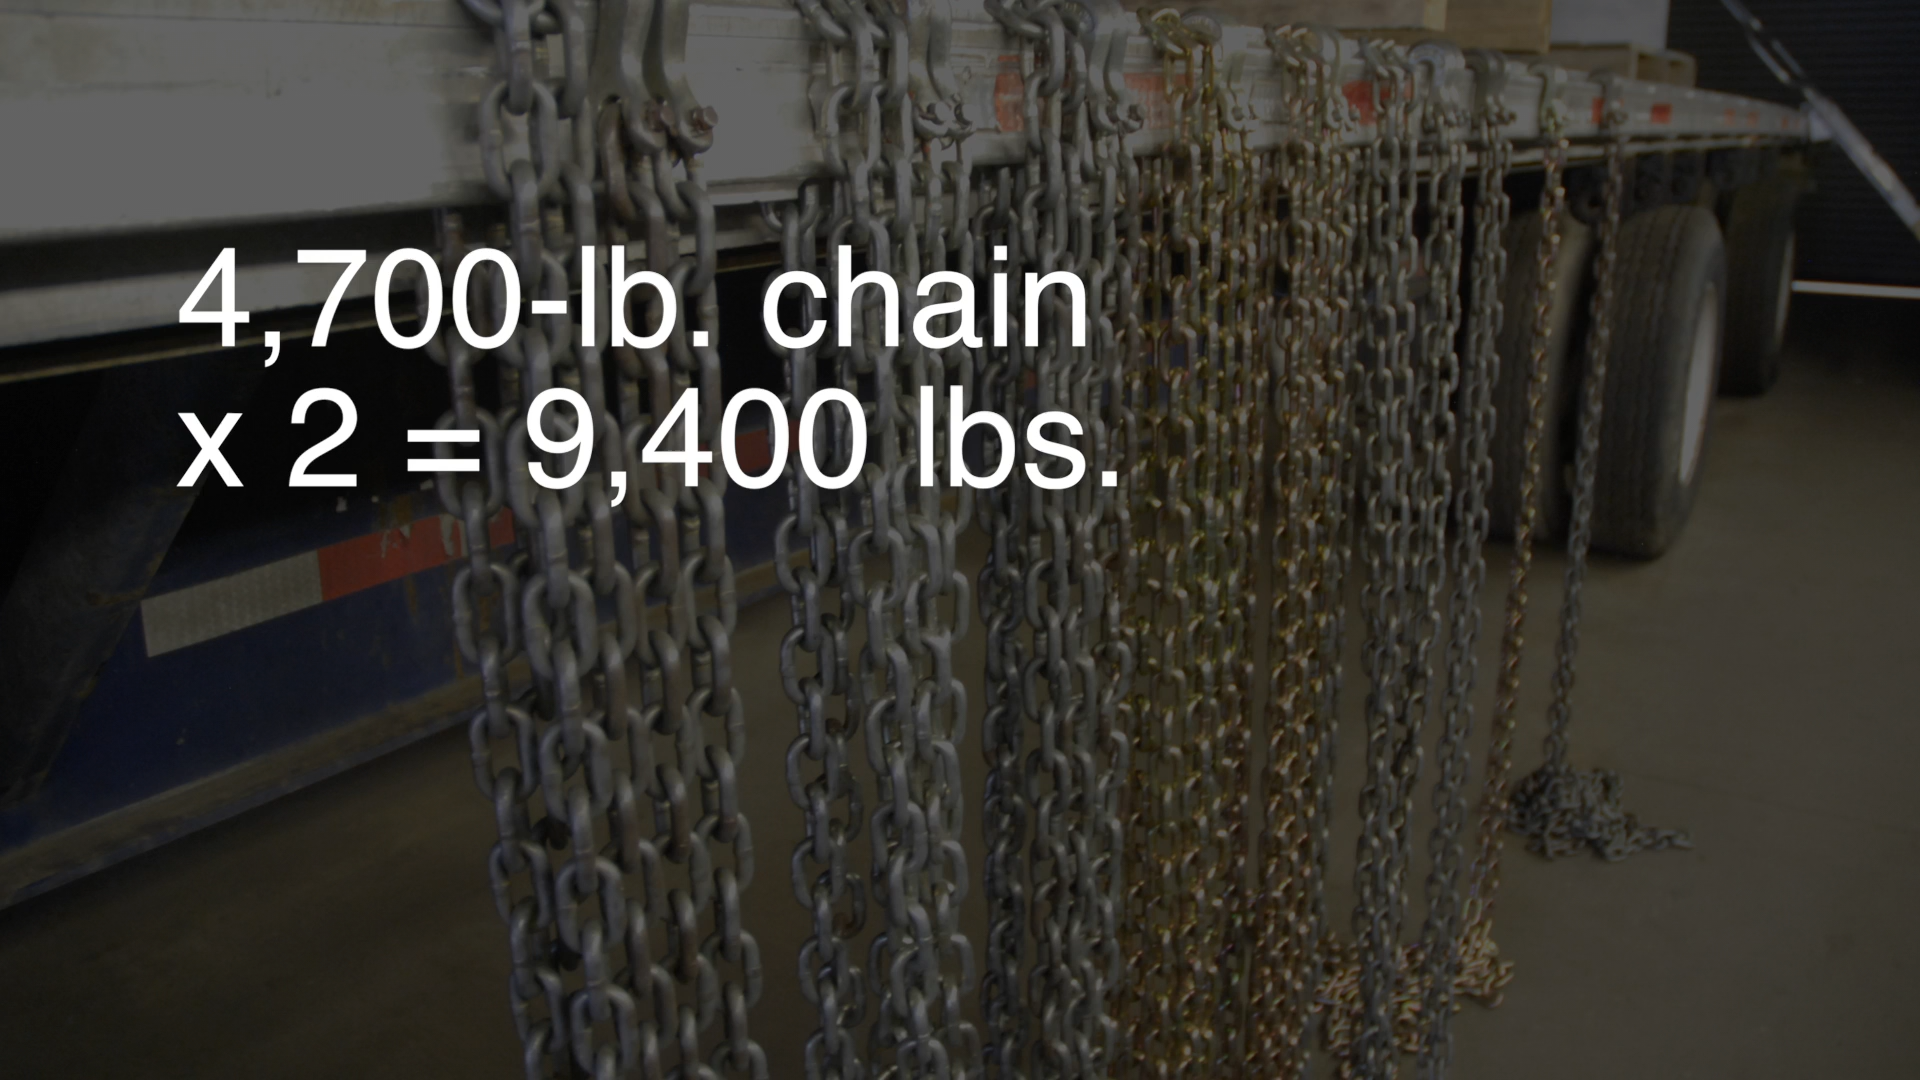 4,700-lb. chain
x 2 = 9,400 lbs.